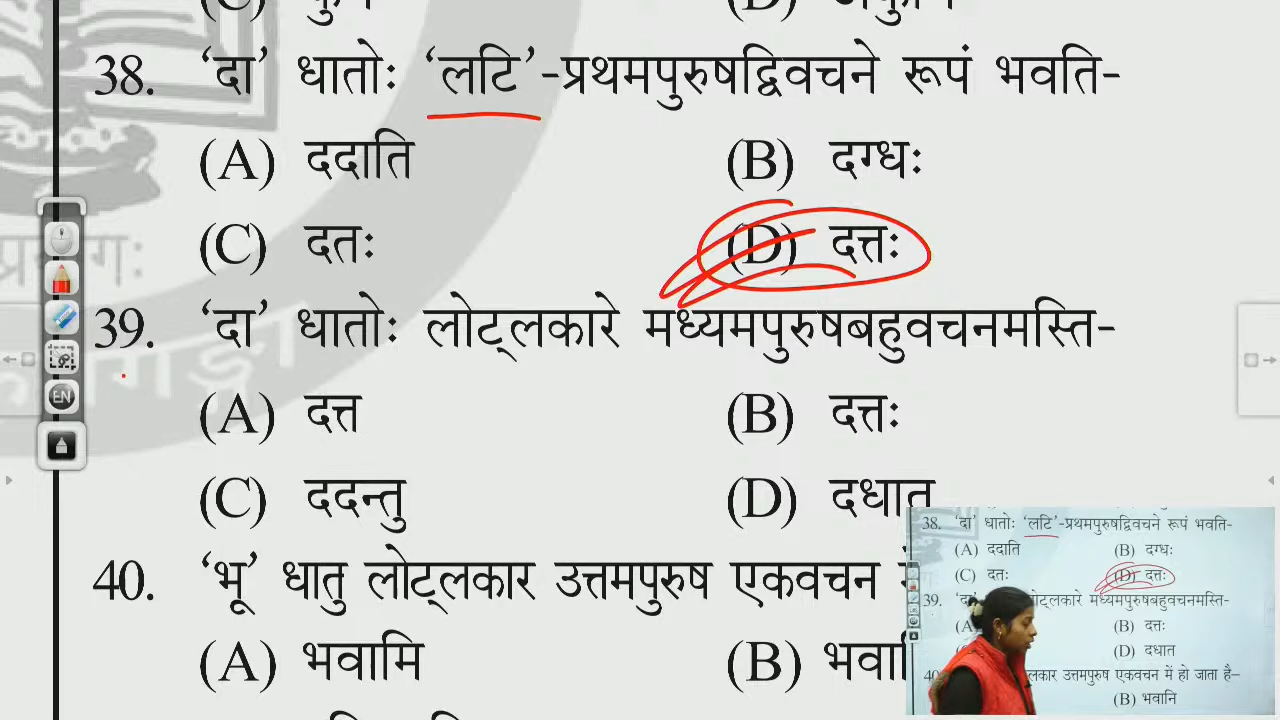 38. ‘दा’ धातोः ‘लटि’-प्रथमपुरुषद्विवचने रूपं भवति-
(A) ददाति (B) दग्धः
(C) दतः (D) दत्तः
39. ‘दा’ धातोः लोट्लकारे मध्यमपुरुषबहुवचनमस्ति-
(A) दत्त (B) दत्तः
(C) ददन्तु (D) दधात
40. ‘भू’ धातु लोट्लकार उत्तमपुरुष एकवचन में
(A) भवामि (B)
EN
38. ‘दा’ धातोः ‘लटि’-प्रथमपुरुषद्विवचने रूपं भवति-
(A) ददाति (B) दग्धः
(C) दतः (D) दत्तः
39. लोट्लकारे मध्यमपुरुषबहुवचनमस्ति-
(B) दत्तः
(D) दधात
लकार उत्तमपुरुष एकवचन में हो जाता है–
(B) भवानि